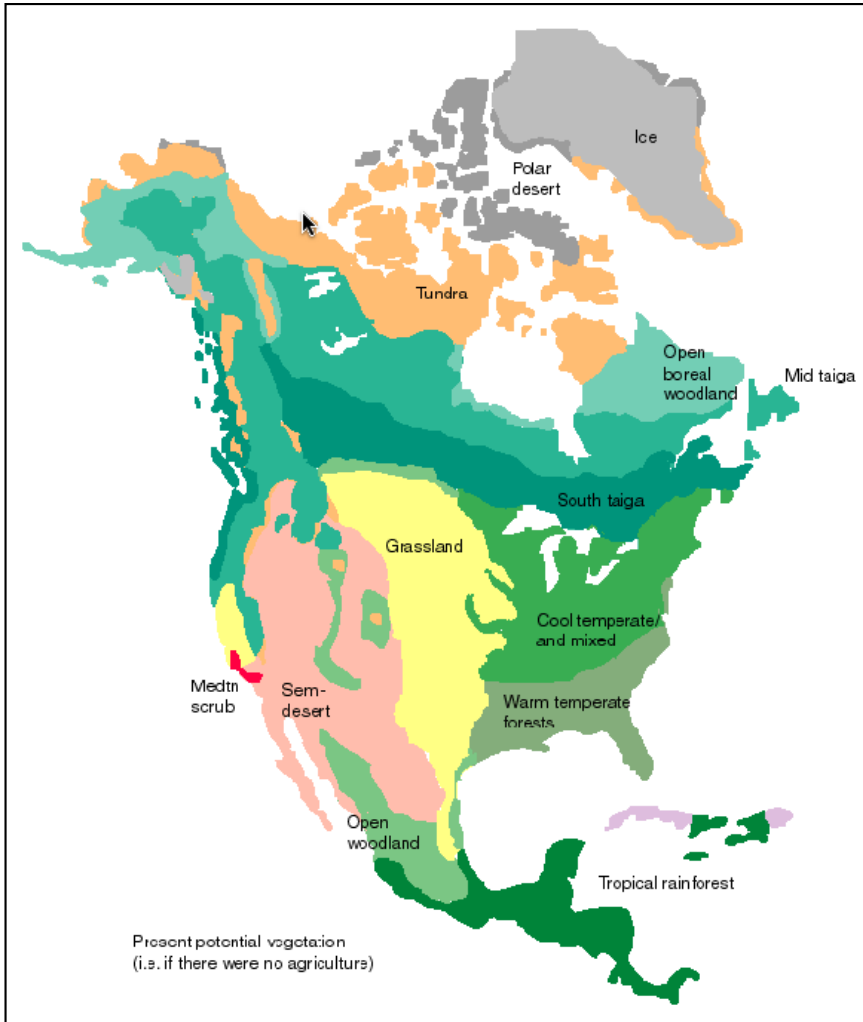 Ice
Polar
desert
Tundra
Open
boreal
woodland
Mid taiga
South taiga
Grassland
Cool temperate/
and mixed
Medtn
scrub
Sem-
desert
Warm temperate
forests
Open
woodland
Tropical rainforest
Present potential vegetation
(i.e. if there were no agriculture)